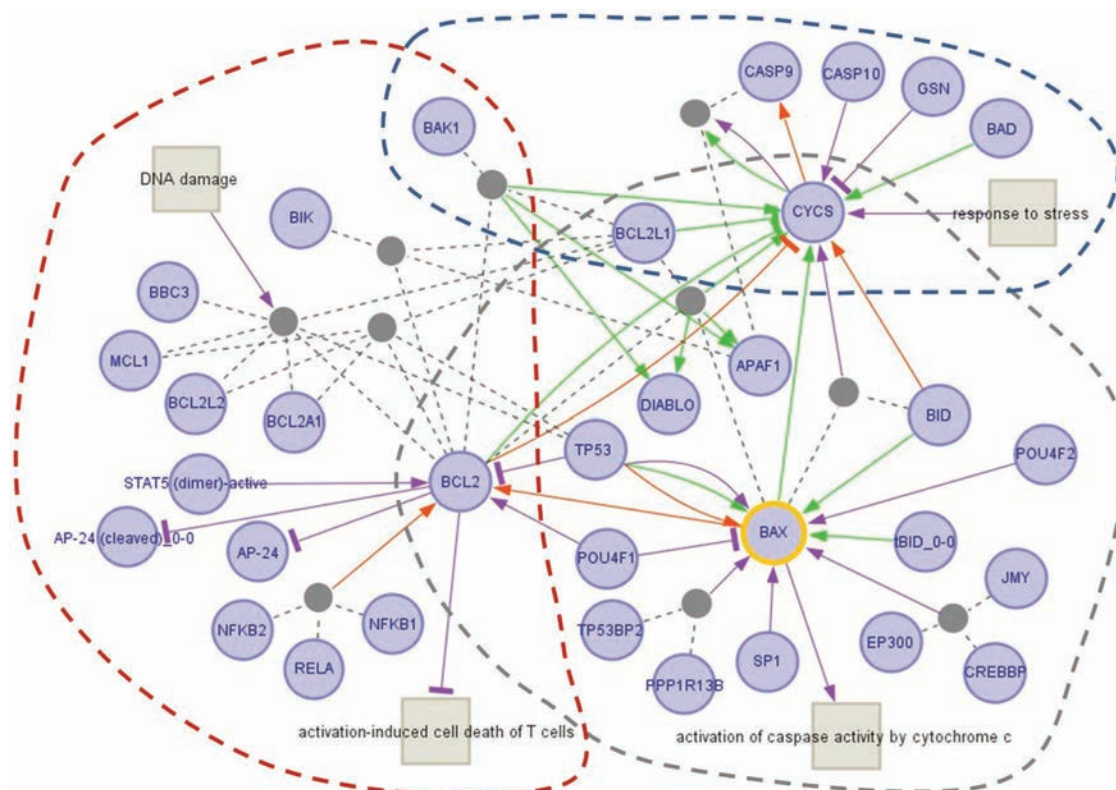 CASP9
CASP10
GSN
BAK1
BAD
DNA damage
BIK
CYCS
response to stress
BCL2L1
BBC3
MCL1
APAF1
BCL2L2
DIABLO
BCL2A1
BID
TP53
POU4F2
BCL2
STAT5 (dimer)-active
AP-24 (cleaved)_0-0
BAX
tBID_0-0
AP-24
POU4F1
JMY
NFKB2
NFKB1
TP53BP2
EP300
RELA
SP1
CREBBP
PPP1R13B
activation-induced cell death of T cells
activation of caspase activity by cytochrome c